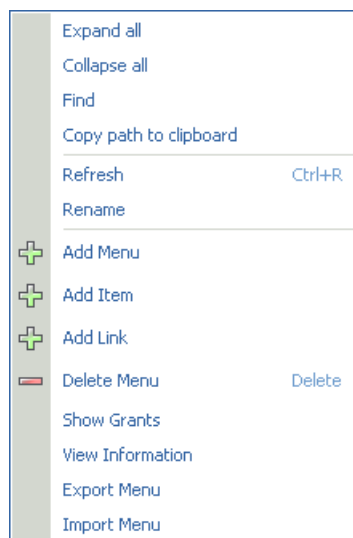 Expand all
Collapse all
Find
Copy path to clipboard
Refresh Ctrl+R
Rename
Add Menu
Add Item
Add Link
Delete Menu Delete
Show Grants
View Information
Export Menu
Import Menu